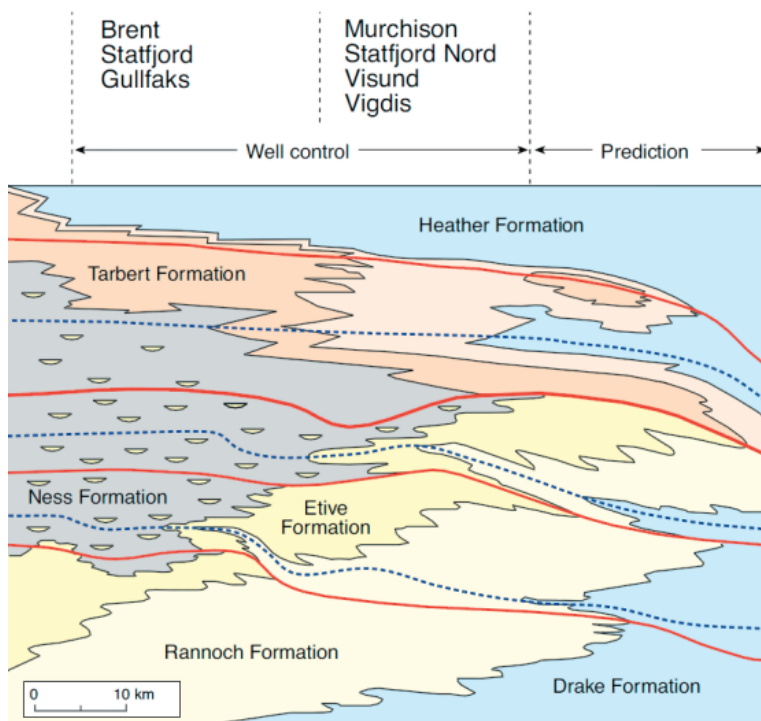 Brent
Statfjord
Gullfaks
Murchison
Statfjord Nord
Visund
Vigdis
Well control
Prediction
Heather Formation
Tarbert Formation
Ness Formation
Etive
Formation
Rannoch Formation
Drake Formation
0 10 km